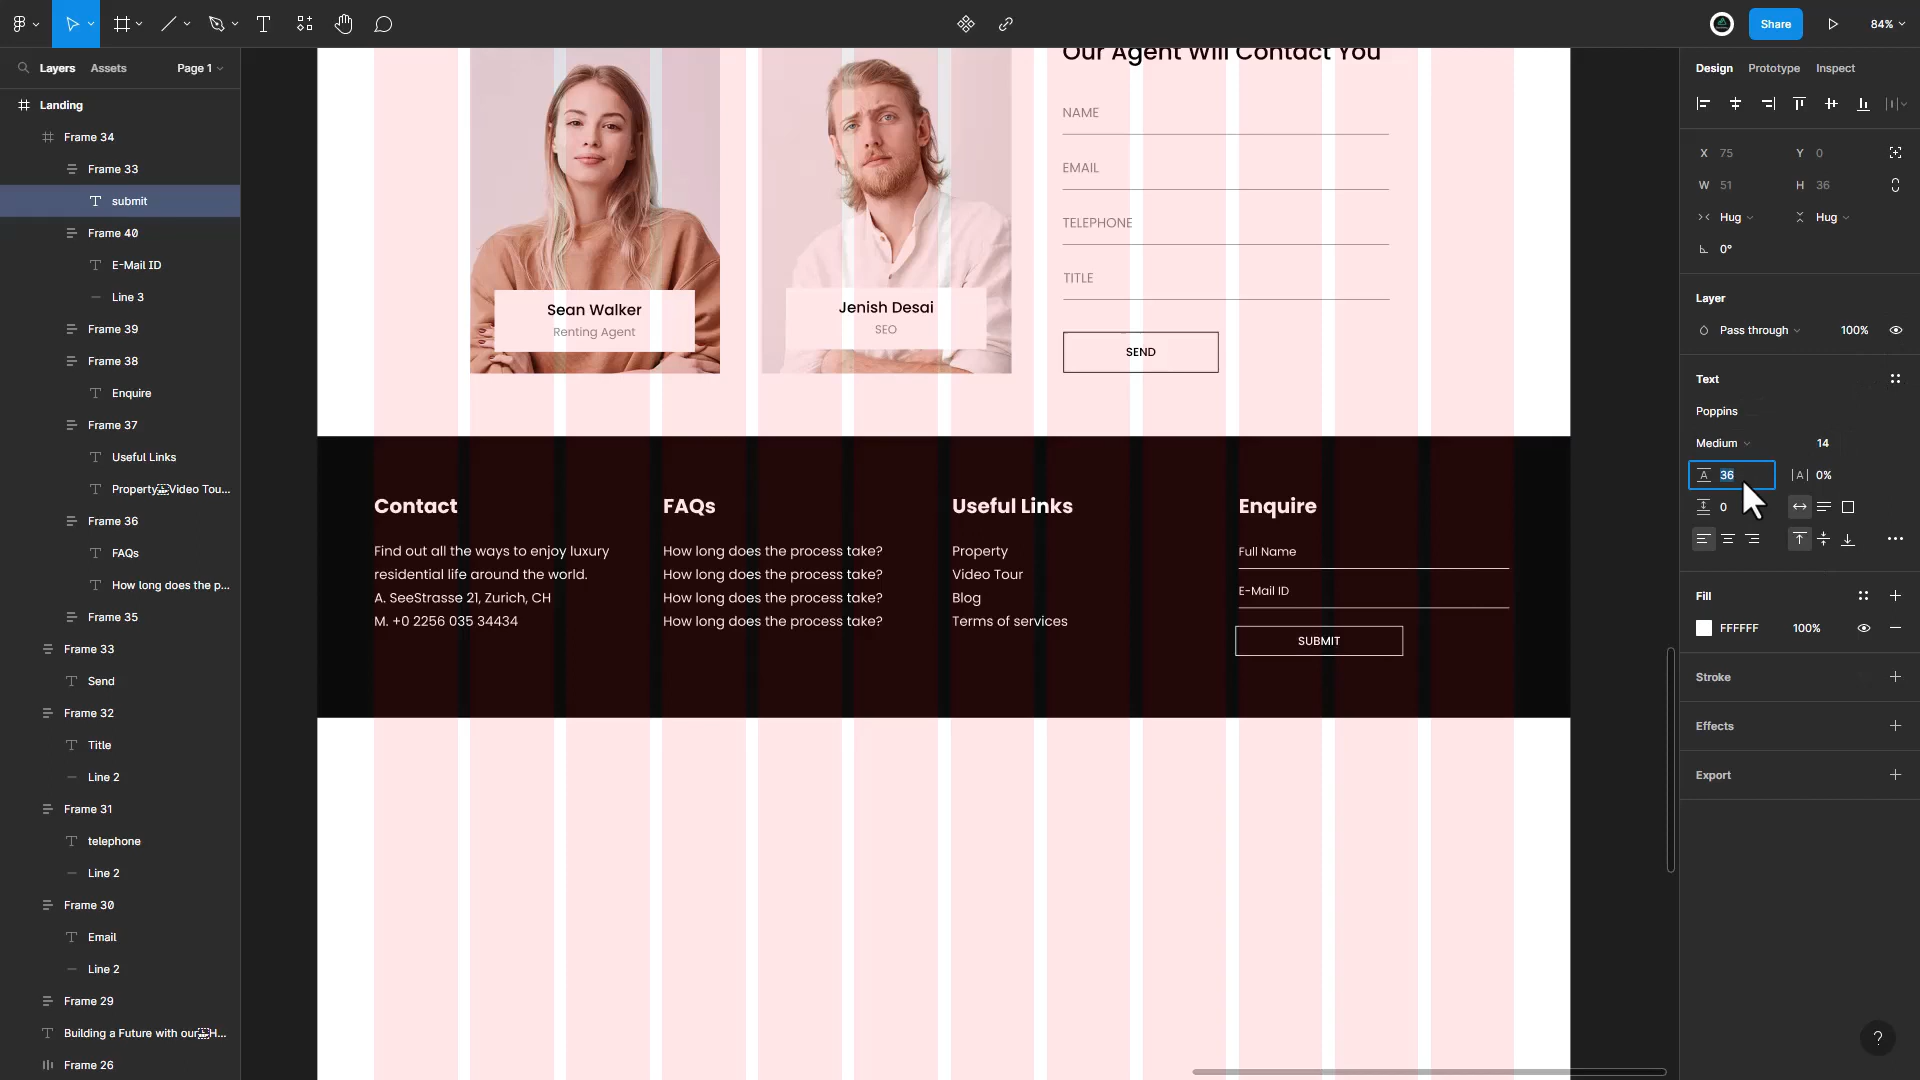 Share
84%
Layers
Assets
Page 1
Landing
Frame 34
Frame 33
submit
Frame 40
E-Mail ID
Line 3
Frame 39
Frame 38
Enquire
Frame 37
Useful Links
Property Video Tou...
Frame 36
FAQs
How long does the p...
Frame 35
Frame 33
Send
Frame 32
Title
Line 2
Frame 31
telephone
Line 2
Frame 30
Email
Line 2
Frame 29
Building a Future with our H...
Frame 26
Our Agent Will Contact You
NAME
EMAIL
TELEPHONE
TITLE
SEND
Sean Walker
Renting Agent
Jenish Desai
SEO
Contact
Find out all the ways to enjoy luxury
residential life around the world.
A. SeeStrasse 21, Zurich, CH
M. +0 2256 035 34434
FAQs
How long does the process take?
How long does the process take?
How long does the process take?
How long does the process take?
Useful Links
Property
Video Tour
Blog
Terms of services
Enquire
Full Name
E-Mail ID
SUBMIT
Design
Prototype
Inspect
X 75
Y 0
W 51
H 36
Hug
Hug
0°
Layer
Pass through
100%
Text
Poppins
Medium
14
A 36
|A| 0%
0
Fill
FFFFFF
100%
Stroke
Effects
Export
?